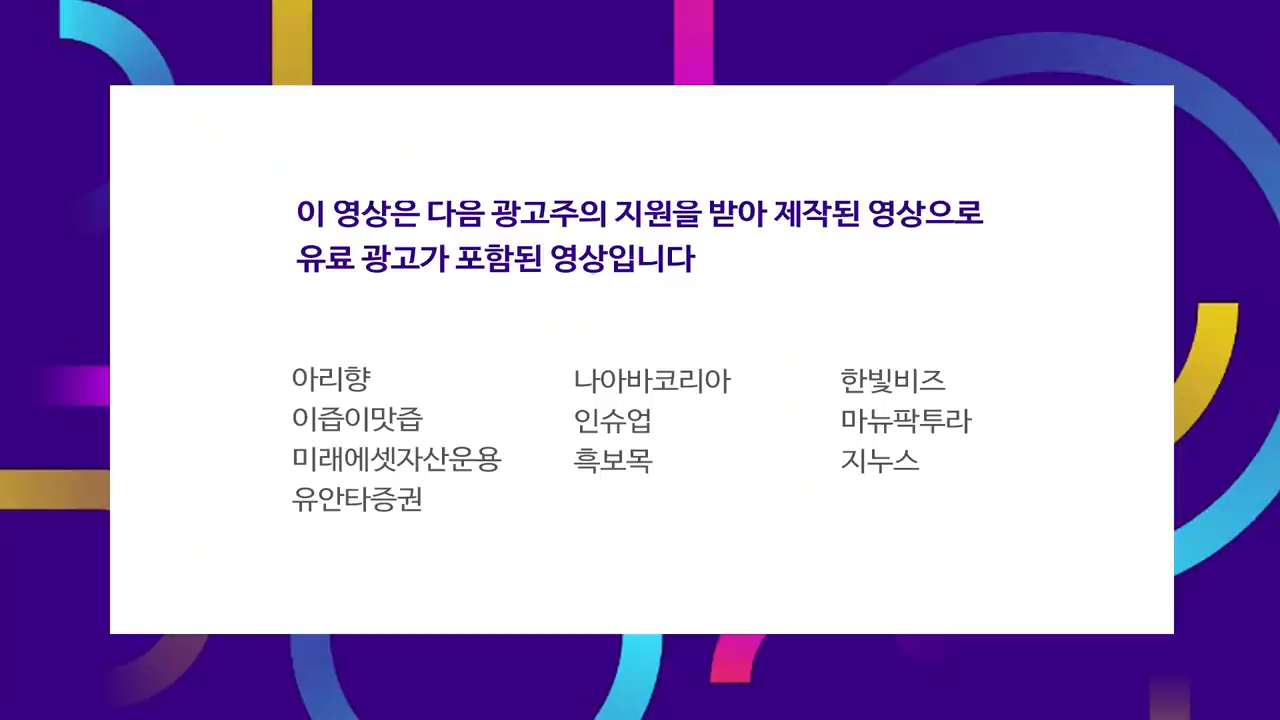 이 영상은 다음 광고주의 지원을 받아 제작된 영상으로
유료 광고가 포함된 영상입니다
아리향
이즙이맛즙
미래에셋자산운용
유안타증권
나아바코리아
인슈업
흑보목
한빛비즈
마뉴팍투라
지누스